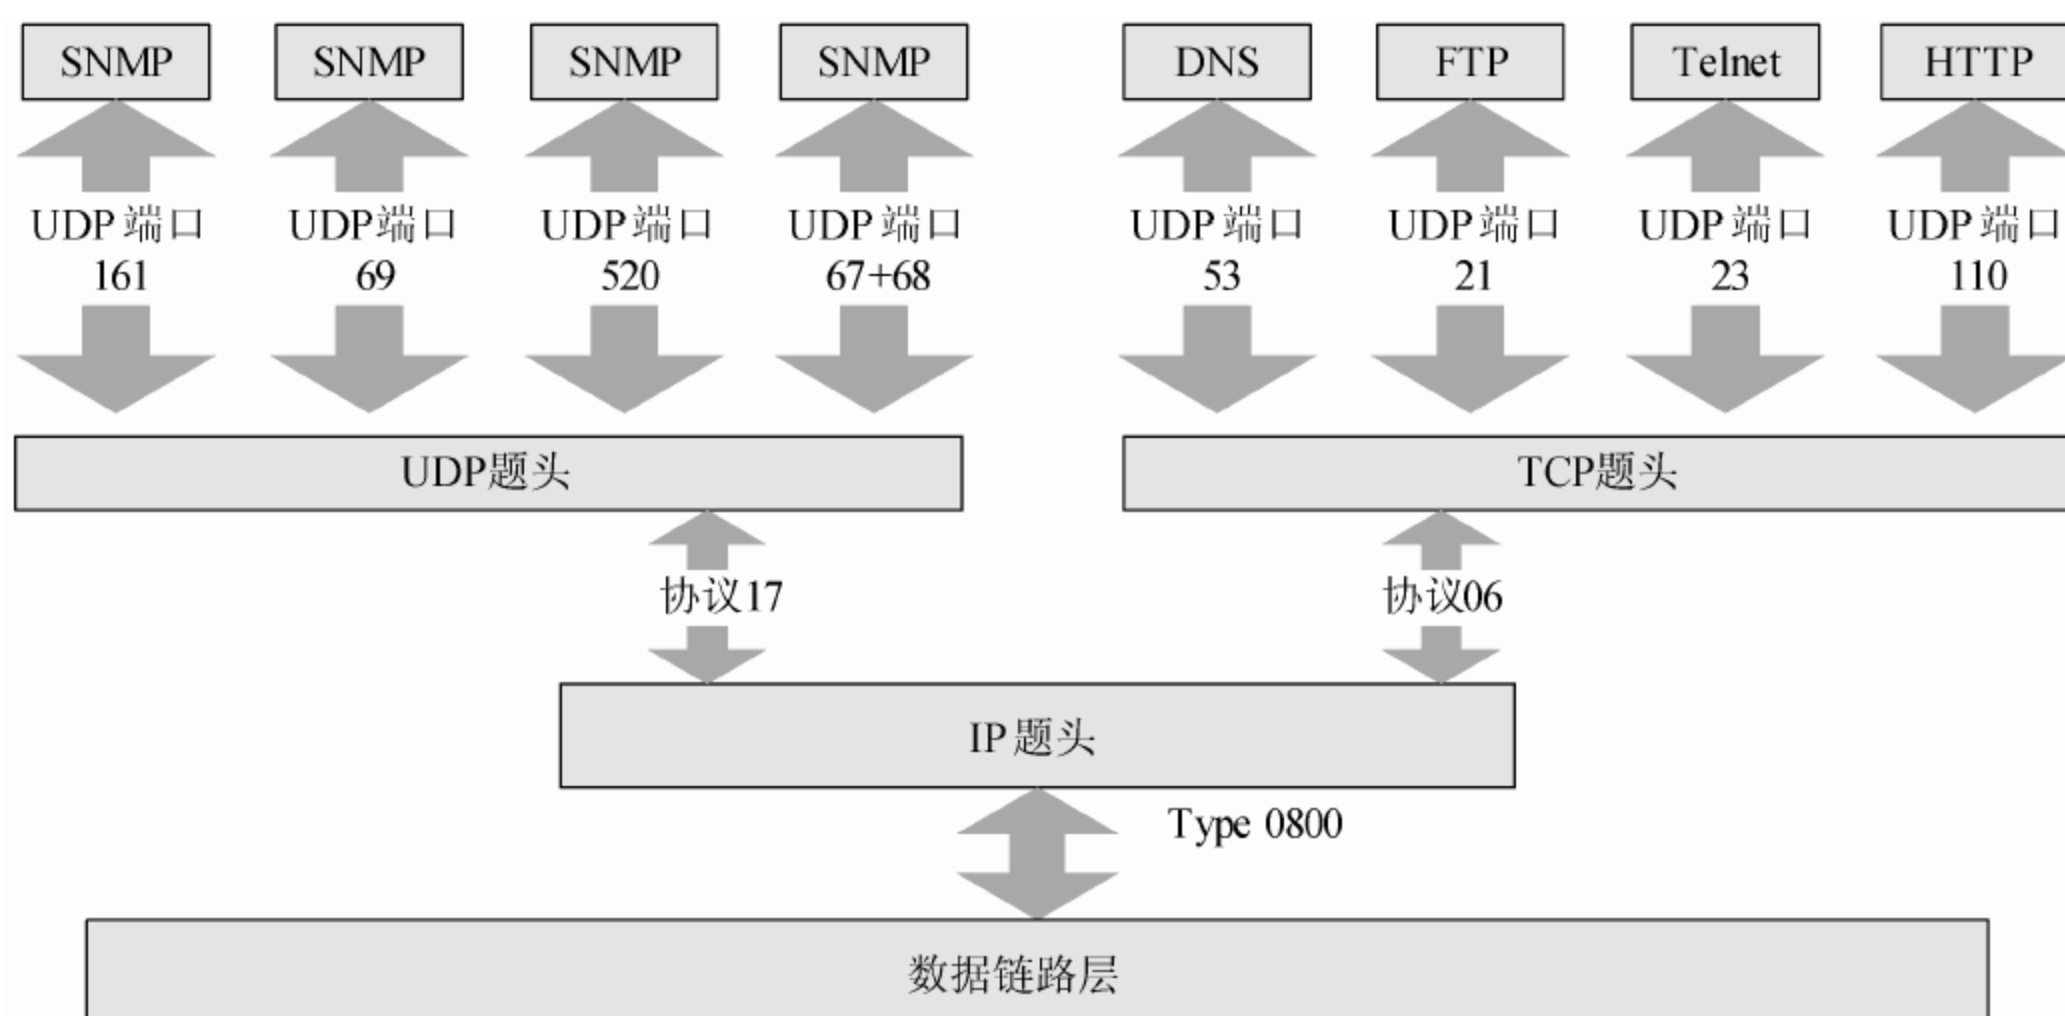 SNMP SNMP SNMP SNMP DNS FTP Telnet HTTP
UDP 端口 UDP端口 UDP 端口 UDP 端口 UDP 端口 UDP 端口 UDP 端口 UDP 端口
161 69 520 67+68 53 21 23 110
UDP题头 TCP题头
协议17 协议06
IP 题头
Type 0800
数据链路层